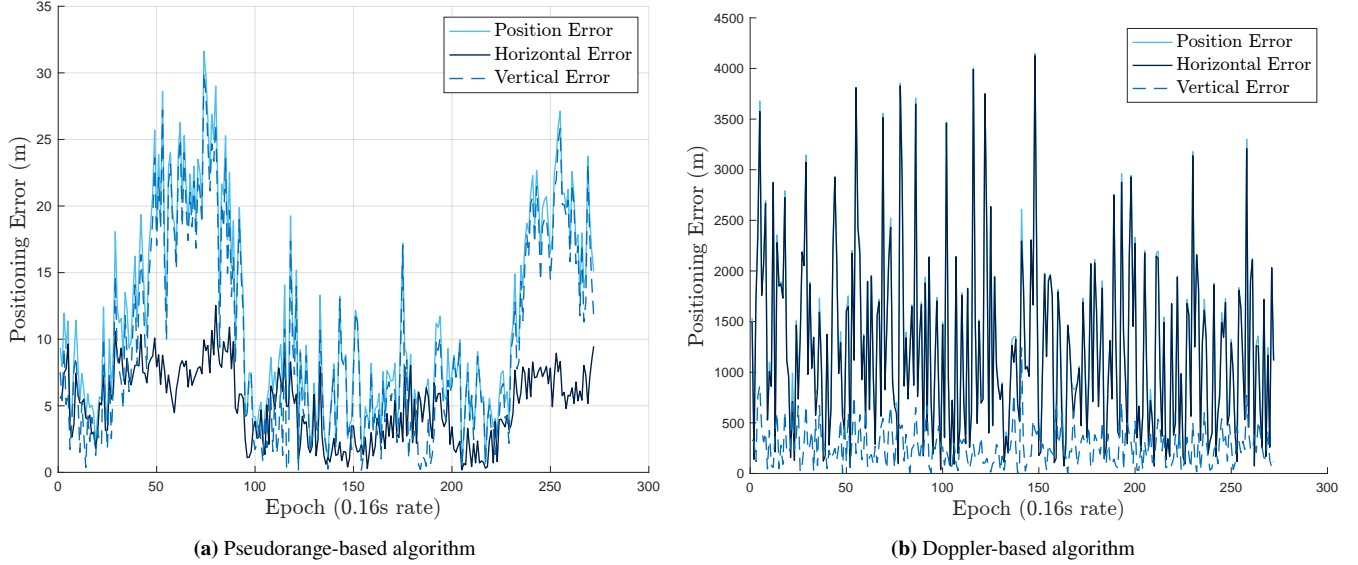 35
30
25
20
15
10
5
0
Positioning Error (m)
Position Error
Horizontal Error
Vertical Error
0 50 100 150 200 250 300
Epoch (0.16s rate)
(a) Pseudorange-based algorithm
4500
4000
3500
3000
2500
2000
1500
1000
500
0
Positioning Error (m)
Position Error
Horizontal Error
Vertical Error
0 50 100 150 200 250 300
Epoch (0.16s rate)
(b) Doppler-based algorithm